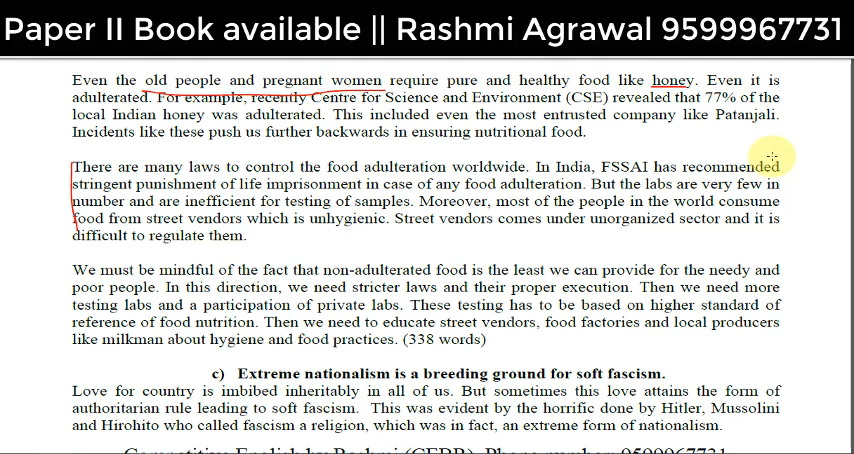 Paper II Book available || Rashmi Agrawal 9599967731
Even the old people and pregnant women require pure and healthy food like honey. Even it is
adulterated. For example, recently Centre for Science and Environment (CSE) revealed that 77% of the
local Indian honey was adulterated. This included even the most entrusted company like Patanjali.
Incidents like these push us further backwards in ensuring nutritional food.
There are many laws to control the food adulteration worldwide. In India, FSSAI has recommended
stringent punishment of life imprisonment in case of any food adulteration. But the labs are very few in
number and are inefficient for testing of samples. Moreover, most of the people in the world consume
food from street vendors which is unhygienic. Street vendors comes under unorganized sector and it is
difficult to regulate them.
We must be mindful of the fact that non-adulterated food is the least we can provide for the needy and
poor people. In this direction, we need stricter laws and their proper execution. Then we need more
testing labs and a participation of private labs. These testing has to be based on higher standard of
reference of food nutrition. Then we need to educate street vendors, food factories and local producers
like milkman about hygiene and food practices. (338 words)
c) Extreme nationalism is a breeding ground for soft fascism.
Love for country is imbibed inheritably in all of us. But sometimes this love attains the form of
authoritarian rule leading to soft fascism. This was evident by the horrific done by Hitler, Mussolini
and Hirohito who called fascism a religion, which was in fact, an extreme form of nationalism.
Competitive English by Rashmi (CEBR) Phone number: 9599967731